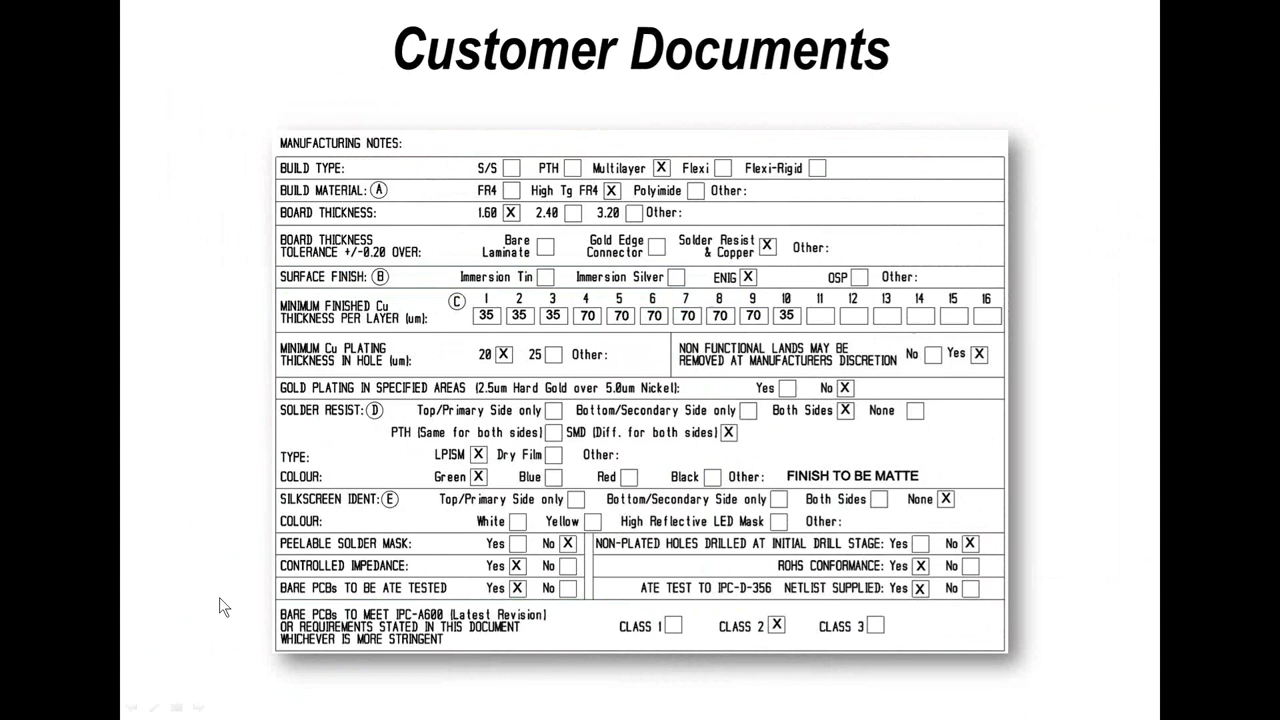 Customer Documents
MANUFACTURING NOTES:
BUILD TYPE: S/S PTH Multilayer X Flexi Flexi-Rigid
BUILD MATERIAL: A FR4 High Tg FR4 X Polyimide Other:
BOARD THICKNESS: 1.60 X 2.40 3.20 Other:
BOARD THICKNESS Bare Gold Edge Solder Resist
TOLERANCE +/-0.20 OVER: Laminate Connector & Copper X Other:
SURFACE FINISH: B Immersion Tin Immersion Silver ENIG X OSP Other:
MINIMUM FINISHED Cu C 1 2 3 4 5 6 7 8 9 10 11 12 13 14 15 16
THICKNESS PER LAYER (um): 35 35 35 70 70 70 70 70 70 35
MINIMUM Cu PLATING NON FUNCTIONAL LANDS MAY BE
THICKNESS IN HOLE (um): 20 X 25 Other: REMOVED AT MANUFACTURERS DISCRETION No Yes X
GOLD PLATING IN SPECIFIED AREAS (2.5um Hard Gold over 5.0um Nickel): Yes No X
SOLDER RESIST: D Top/Primary Side only Bottom/Secondary Side only Both Sides X None
PTH (Same for both sides) SMD (Diff. for both sides) X
TYPE: LPISM X Dry Film Other:
COLOUR: Green X Blue Red Black Other: FINISH TO BE MATTE
SILKSCREEN IDENT: E Top/Primary Side only Bottom/Secondary Side only Both Sides None X
COLOUR: White Yellow High Reflective LED Mask Other:
PEELABLE SOLDER MASK: Yes No X NON-PLATED HOLES DRILLED AT INITIAL DRILL STAGE: Yes No X
CONTROLLED IMPEDANCE: Yes X No ROHS CONFORMANCE: Yes X No
BARE PCBs TO BE ATE TESTED Yes X No ATE TEST TO IPC-D-356 NETLIST SUPPLIED: Yes X No
BARE PCBs TO MEET IPC-A600 (Latest Revision)
OR REQUIREMENTS STATED IN THIS DOCUMENT CLASS 1 CLASS 2 X CLASS 3
WHICHEVER IS MORE STRINGENT